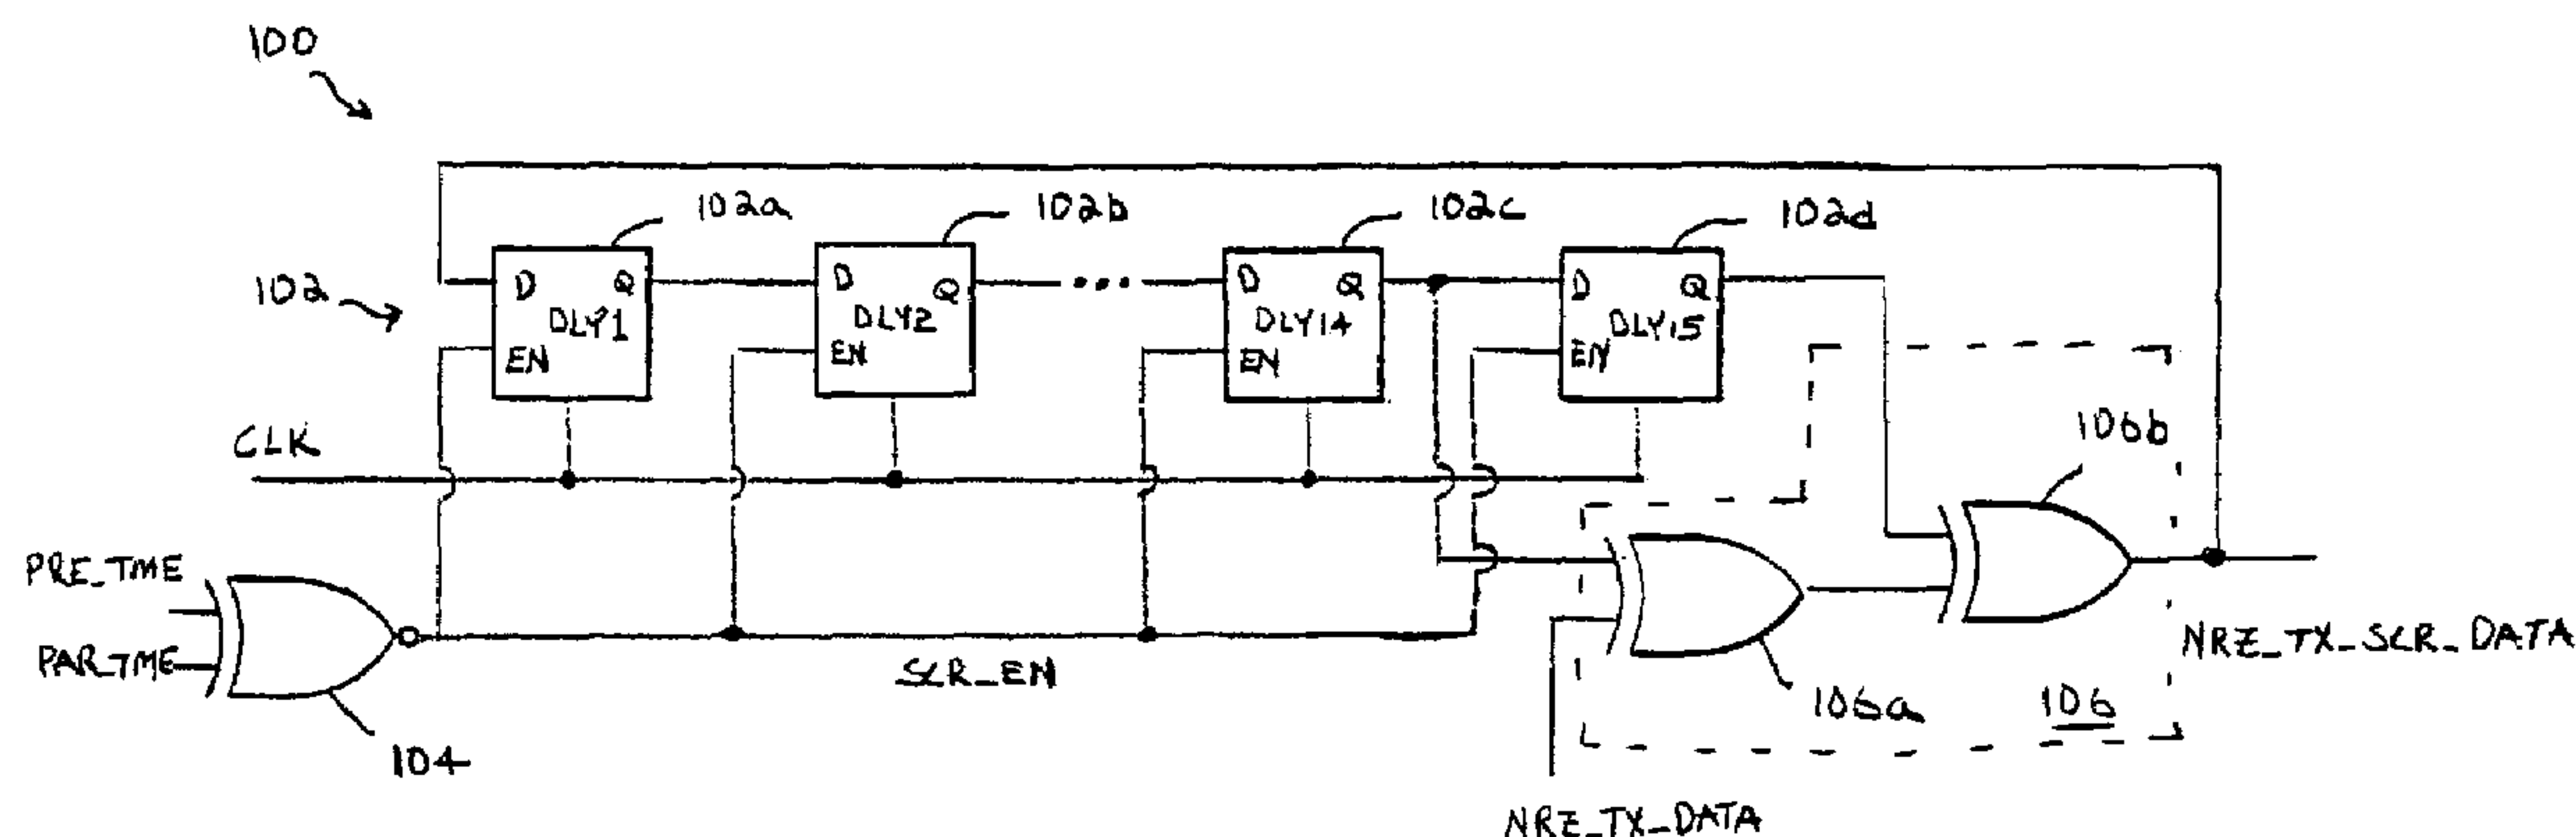 100
102a
102b
102c
102d
102
D Q
DLY1
EN
D Q
DLY2
EN
...
D Q
DLY14
EN
D Q
DLY15
EN
CLK
106b
PRE_TME
PAR_TME
SCR_EN
104
106a
106
NRZ_TX_SCR_DATA
NRZ_TX_DATA